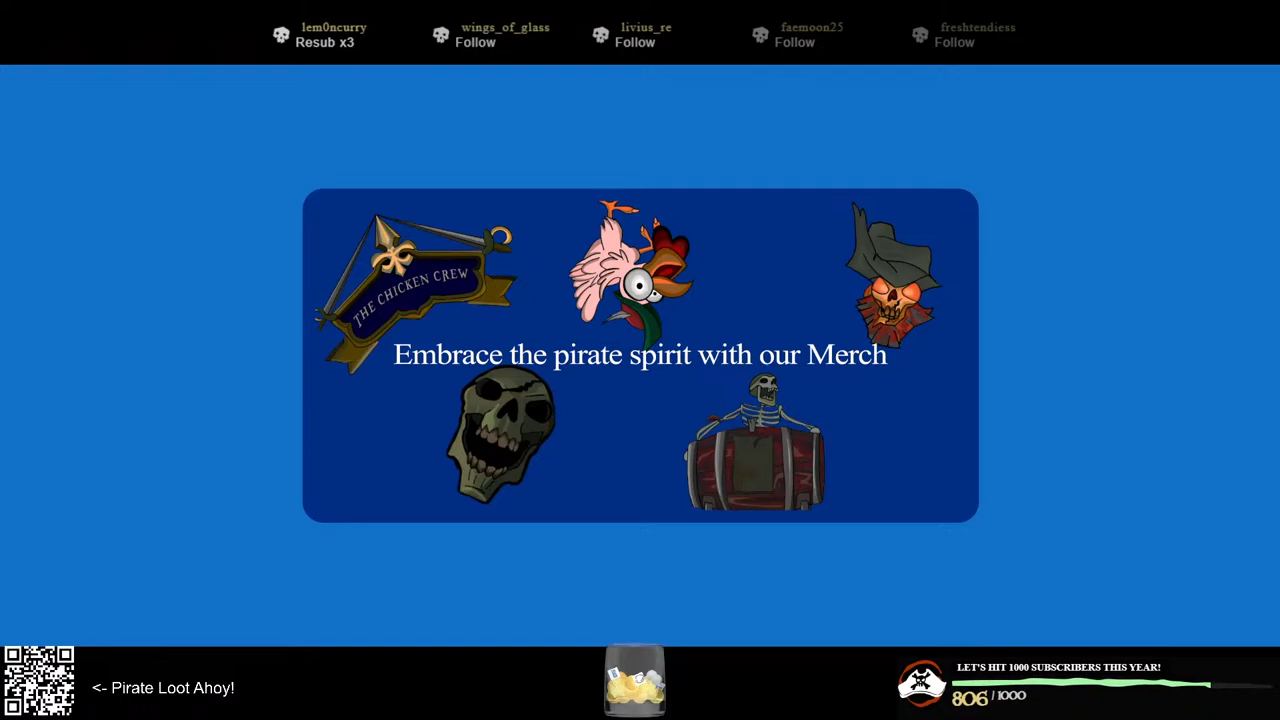 lem0ncurry
Resub x3
wings_of_glass
Follow
livius_re
Follow
faemoon25
Follow
freshtendiess
Follow
THE CHICKEN CREW
Embrace the pirate spirit with our Merch
<- Pirate Loot Ahoy!
LET'S HIT 1000 SUBSCRIBERS THIS YEAR!
806 / 1000